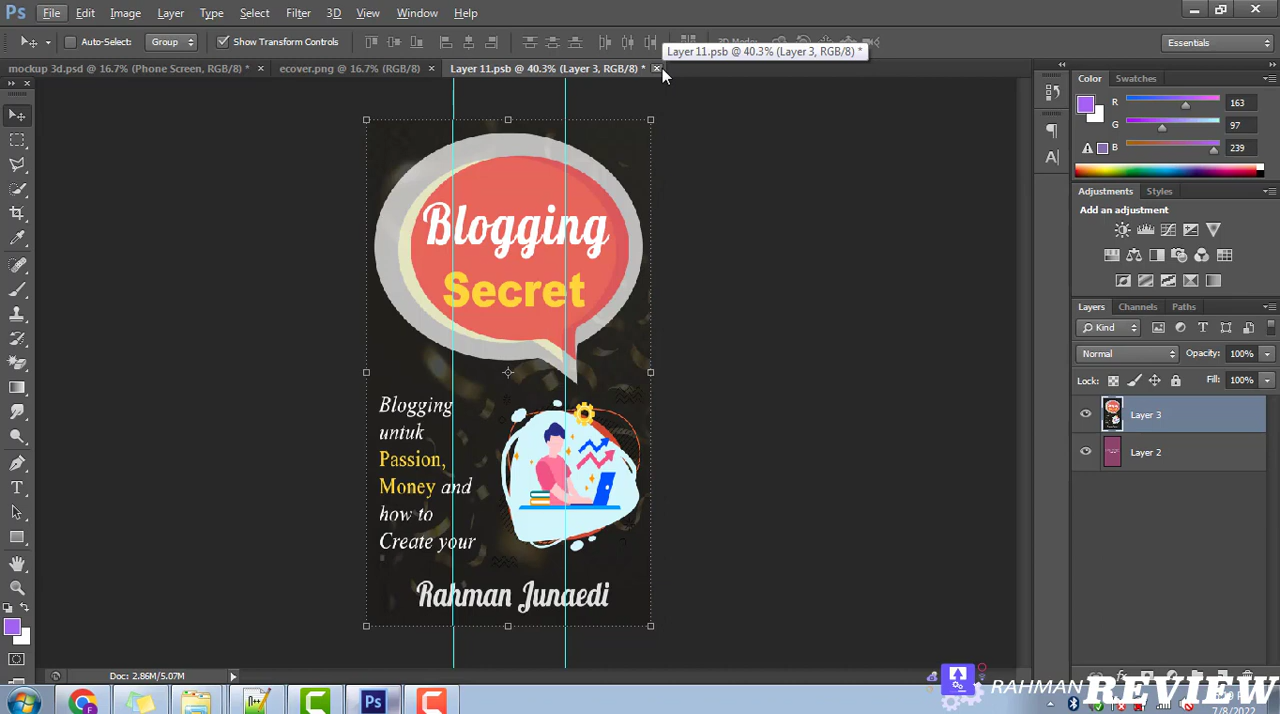 Ps File Edit Image Layer Type Select Filter 3D View Window Help
Auto-Select: Group Show Transform Controls Essentials
Layer 11.psb @ 40.3% (Layer 3, RGB/8) *
mockup 3d.psd @ 16.7% (Phone Screen, RGB/8) * ecover.png @ 16.7% (RGB/8) Layer 11.psb @ 40.3% (Layer 3, RGB/8) *
Color Swatches
R 163
G 97
B 239
Adjustments Styles
Add an adjustment
Layers Channels Paths
Kind
Normal Opacity: 100%
Lock: Fill: 100%
Layer 3
Layer 2
Blogging
Secret
Blogging
untuk
Passion,
Money and
how to
Create your
Rahman Junaedi
Doc: 2.86M/5.07M
RAHMAN REVIEW
7/8/2022